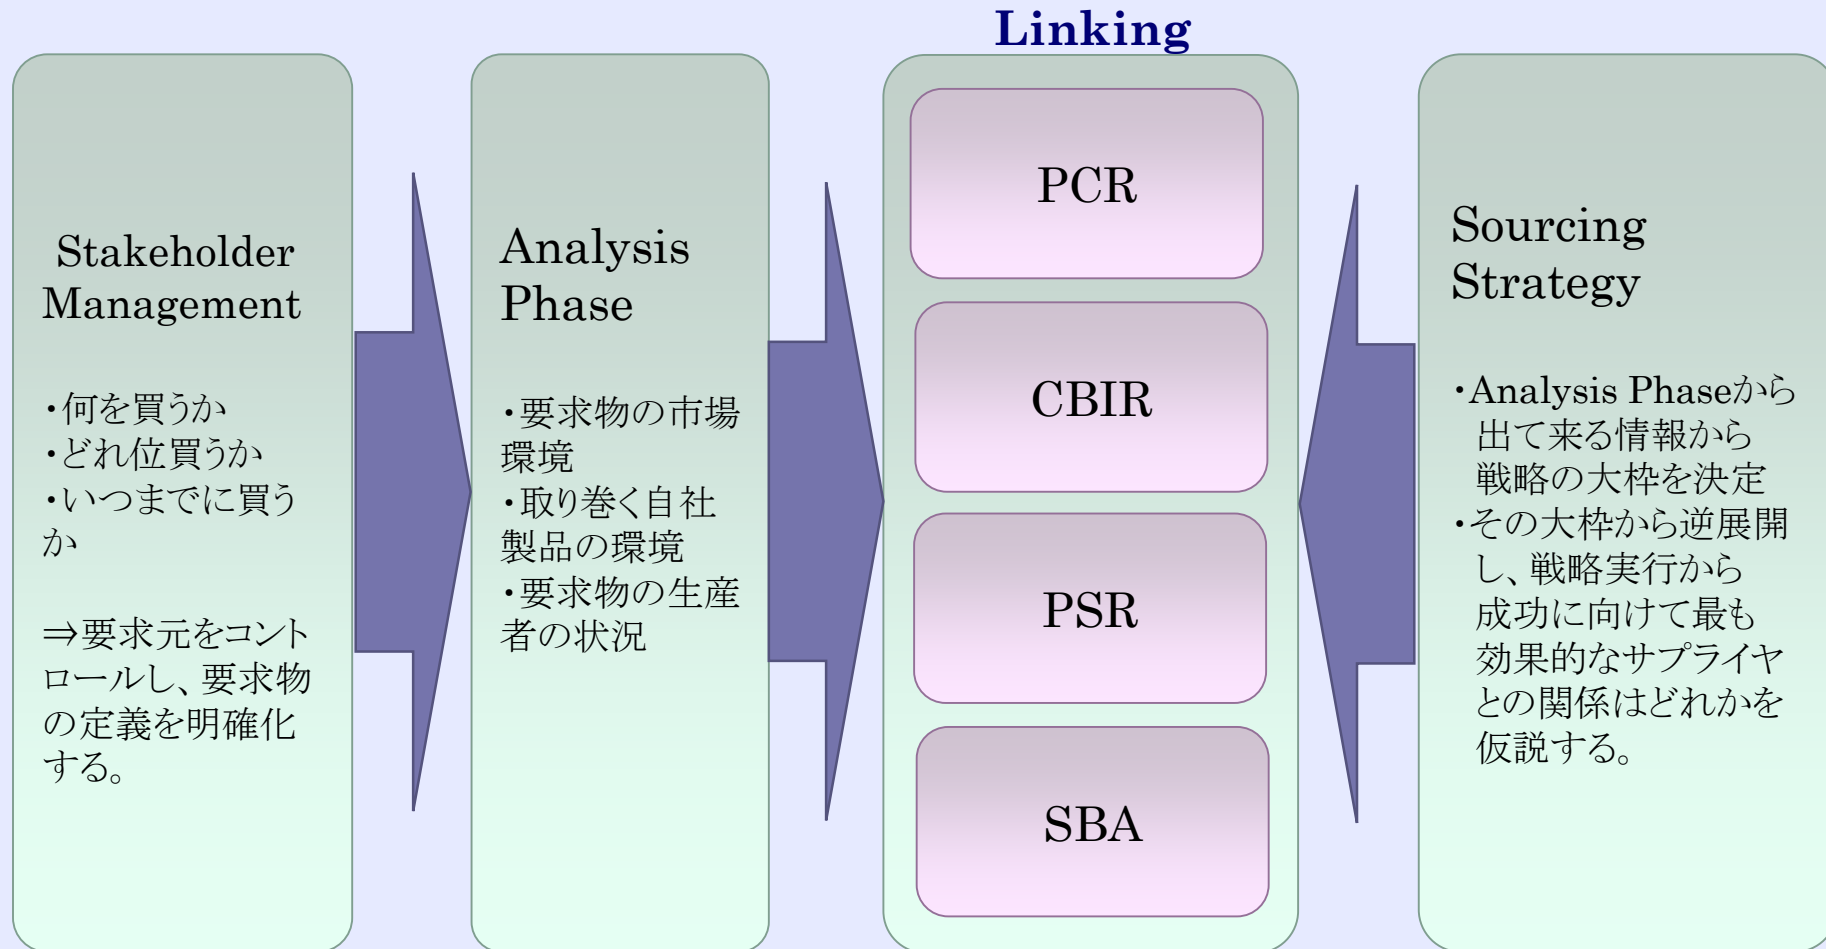 Linking
Stakeholder
Management
・何を買うか
・どれ位買うか
・いつまでに買う
か
⇒要求元をコント
ロールし、要求物
の定義を明確化
する。
Analysis
Phase
・要求物の市場
環境
・取り巻く自社
製品の環境
・要求物の生産
者の状況
PCR
CBIR
PSR
SBA
Sourcing
Strategy
・Analysis Phaseから
出て来る情報から
戦略の大枠を決定
・その大枠から逆展開
し、戦略実行から
成功に向けて最も
効果的なサプライヤ
との関係はどれかを
仮説する。